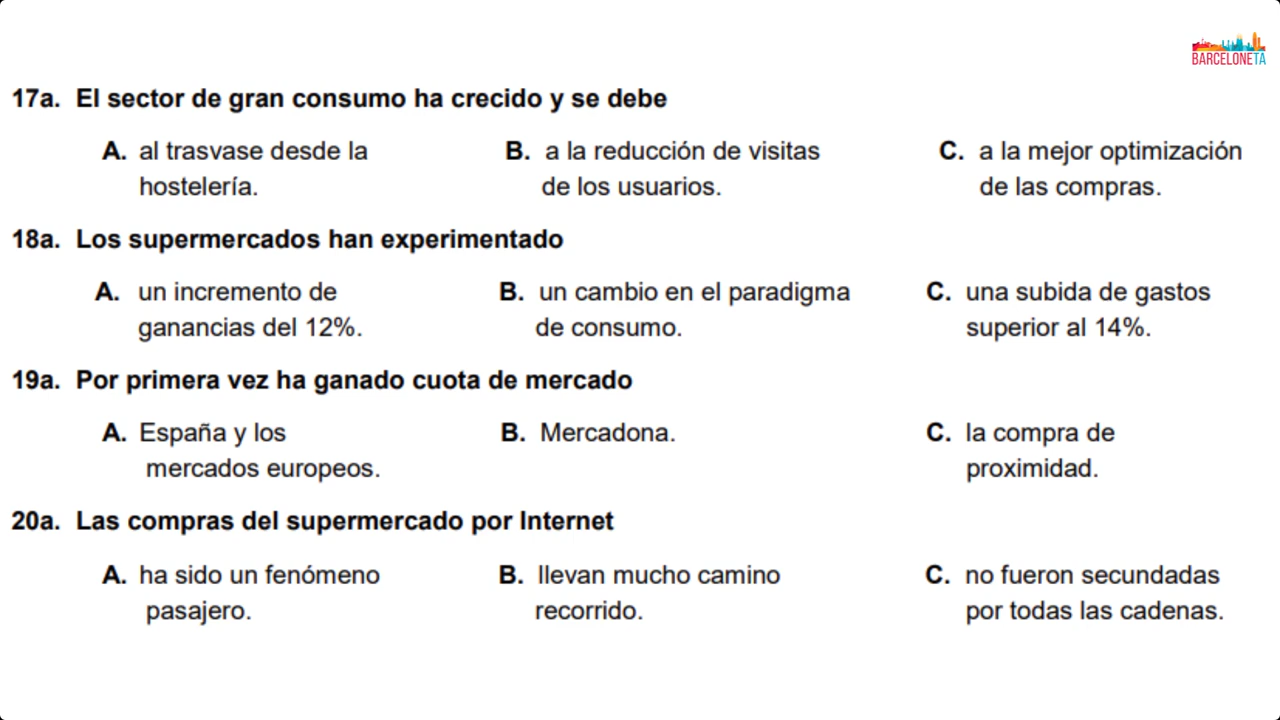 BARCELONETA
17a. El sector de gran consumo ha crecido y se debe
A. al trasvase desde la hostelería.
B. a la reducción de visitas de los usuarios.
C. a la mejor optimización de las compras.
18a. Los supermercados han experimentado
A. un incremento de ganancias del 12%.
B. un cambio en el paradigma de consumo.
C. una subida de gastos superior al 14%.
19a. Por primera vez ha ganado cuota de mercado
A. España y los mercados europeos.
B. Mercadona.
C. la compra de proximidad.
20a. Las compras del supermercado por Internet
A. ha sido un fenómeno pasajero.
B. llevan mucho camino recorrido.
C. no fueron secundadas por todas las cadenas.